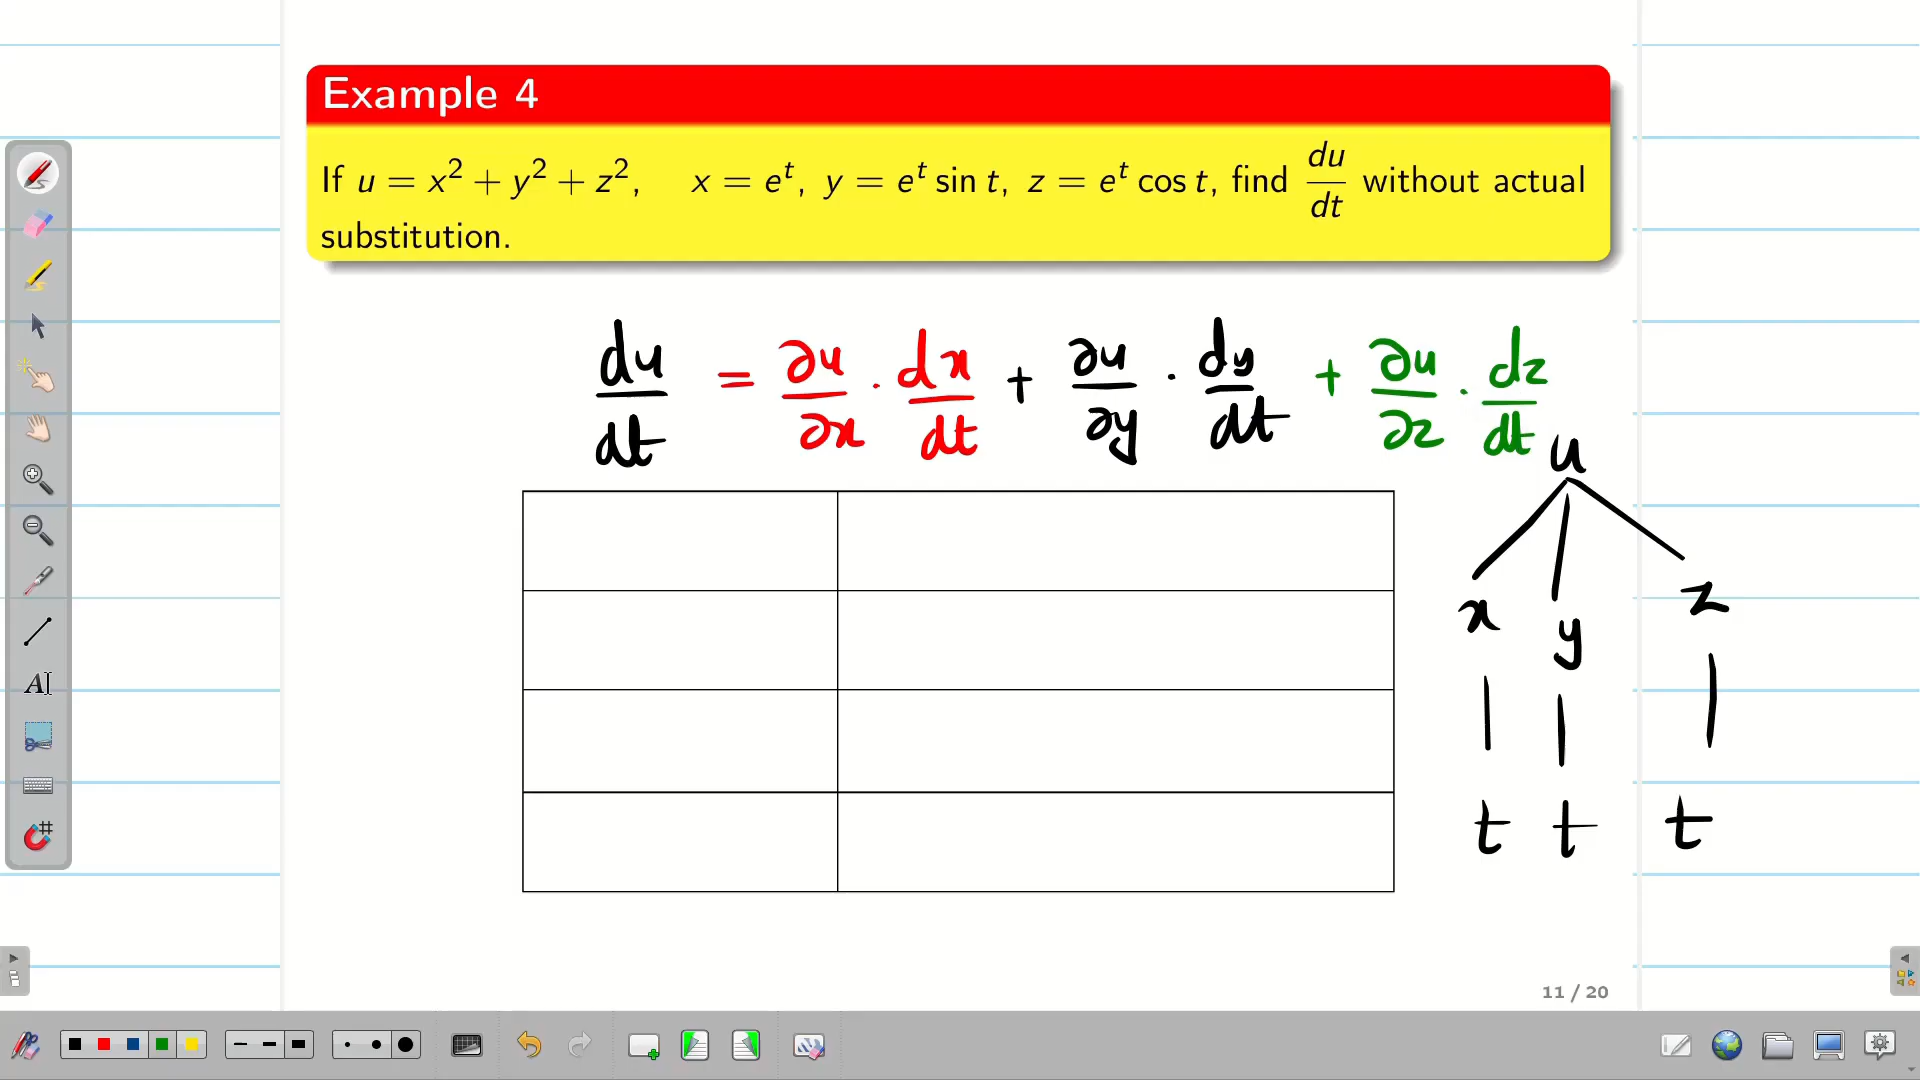 Example 4
If u = x² + y² + z², x = eᵗ, y = eᵗ sin t, z = eᵗ cos t, find du/dt without actual
substitution.
du/dt = ∂u/∂x · dx/dt + ∂u/∂y · dy/dt + ∂u/∂z · dz/dt
u
x y z
t t t
11 / 20